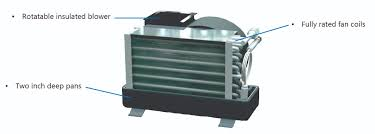 • Rotatable insulated blower
• Fully rated fan coils
• Two inch deep pans